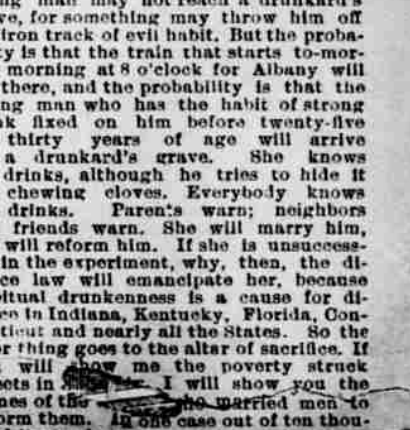 ing man may not reach a drunkard's
ve, for something may throw him off
iron track of evil habit. But the proba-
ty is that the train that starts to-mor-
morning at 8 o'clock for Albany will
there, and the probability is that the
ng man who has the habit of strong
k fixed on him before twenty-five
thirty years of age will arrive
a drunkard's grave. She knows
drinks, although he tries to hide it
chewing cloves. Everybody knows
drinks. Parents warn; neighbors
friends warn. She will marry him,
will reform him. If she is unsuccess-
in the experiment, why, then, the di-
ce law will emancipate her, because
itual drunkenness is a cause for di-
ce in Indiana, Kentucky, Florida, Con-
ticut and nearly all the States. So the
r thing goes to the altar of sacrifice. If
will show me the poverty struck
ects in I will show you the
nes of the who married men to
orm them. In one case out of ten thou-